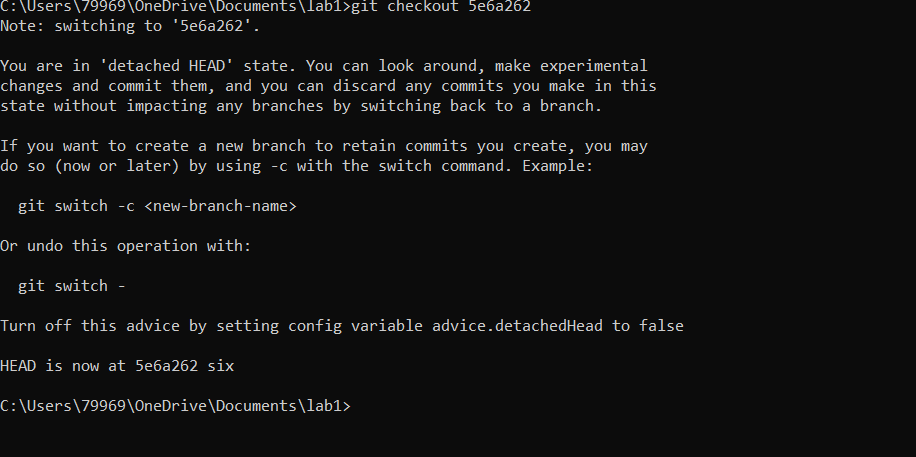 C:\Users\79969\OneDrive\Documents\lab1>git checkout 5e6a262
Note: switching to '5e6a262'.
You are in 'detached HEAD' state. You can look around, make experimental
changes and commit them, and you can discard any commits you make in this
state without impacting any branches by switching back to a branch.
If you want to create a new branch to retain commits you create, you may
do so (now or later) by using -c with the switch command. Example:
git switch -c <new-branch-name>
Or undo this operation with:
git switch -
Turn off this advice by setting config variable advice.detachedHead to false
HEAD is now at 5e6a262 six
C:\Users\79969\OneDrive\Documents\lab1>